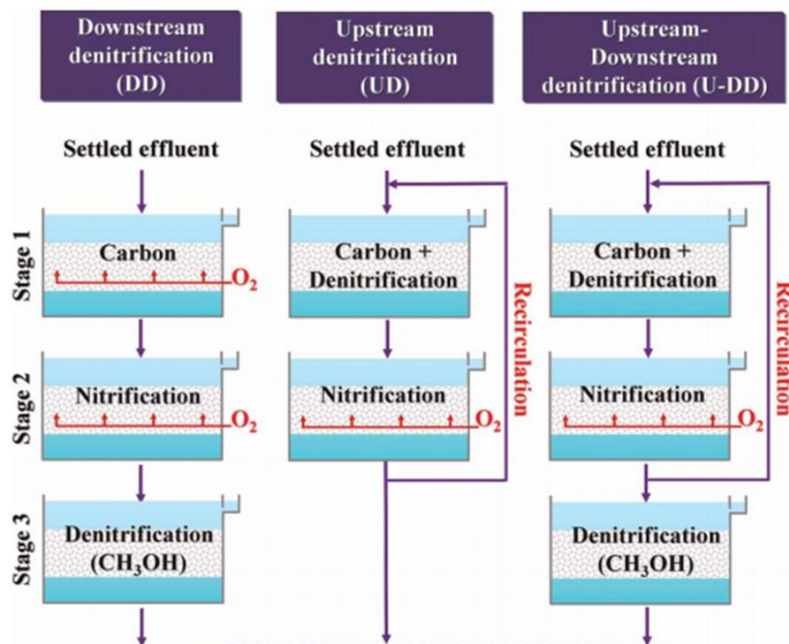 Downstream
denitrification
(DD)
Upstream
denitrification
(UD)
Upstream-
Downstream
denitrification (U-DD)
Settled effluent
Settled effluent
Settled effluent
Stage 1
Carbon
O₂
Carbon +
Denitrification
Carbon +
Denitrification
Stage 2
Nitrification
O₂
Nitrification
O₂
Recirculation
Nitrification
O₂
Recirculation
Stage 3
Denitrification
(CH₃OH)
Denitrification
(CH₃OH)